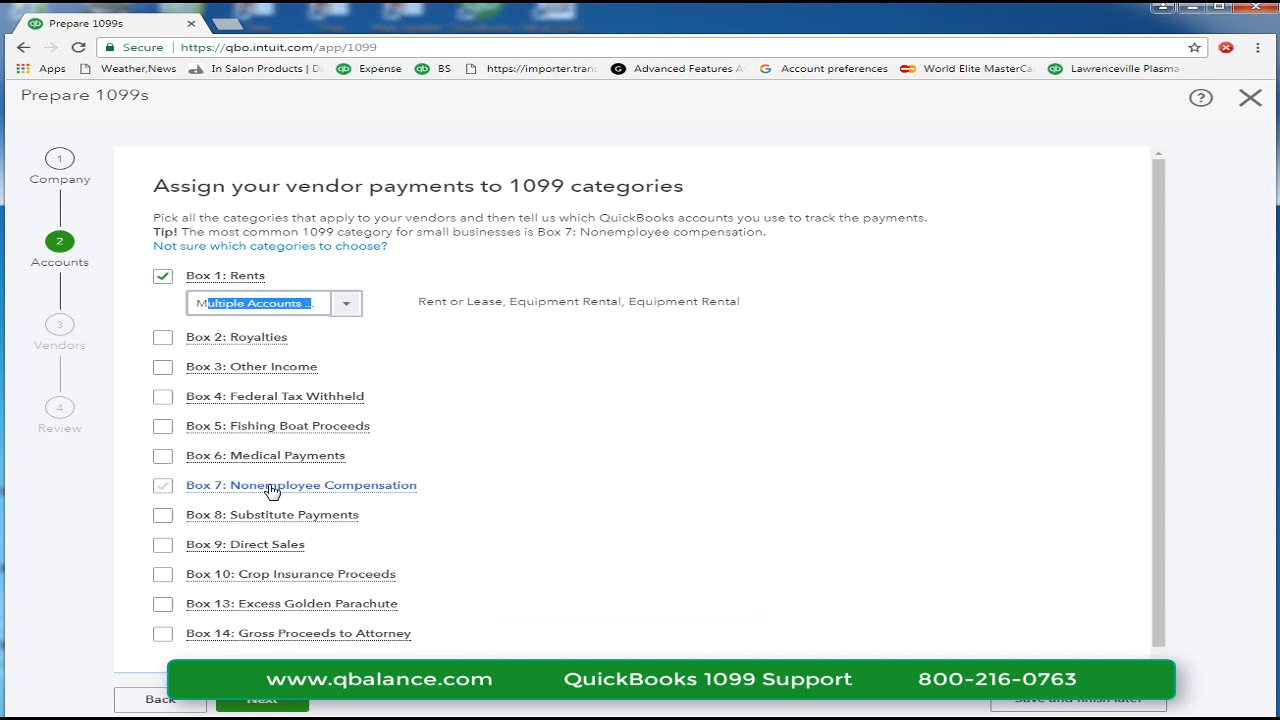 Prepare 1099s
Secure https://qbo.intuit.com/app/1099
Apps Weather,News In Salon Products | D Expense BS https://importer.tran Advanced Features A Account preferences World Elite MasterCa Lawrenceville Plasma
Prepare 1099s
1
Company
2
Accounts
3
Vendors
4
Review
Assign your vendor payments to 1099 categories
Pick all the categories that apply to your vendors and then tell us which QuickBooks accounts you use to track the payments.
Tip! The most common 1099 category for small businesses is Box 7: Nonemployee compensation.
Not sure which categories to choose?
Box 1: Rents
Multiple Accounts ... Rent or Lease, Equipment Rental, Equipment Rental
Box 2: Royalties
Box 3: Other Income
Box 4: Federal Tax Withheld
Box 5: Fishing Boat Proceeds
Box 6: Medical Payments
Box 7: Nonemployee Compensation
Box 8: Substitute Payments
Box 9: Direct Sales
Box 10: Crop Insurance Proceeds
Box 13: Excess Golden Parachute
Box 14: Gross Proceeds to Attorney
www.qbalance.com QuickBooks 1099 Support 800-216-0763
Back Next Save and finish later